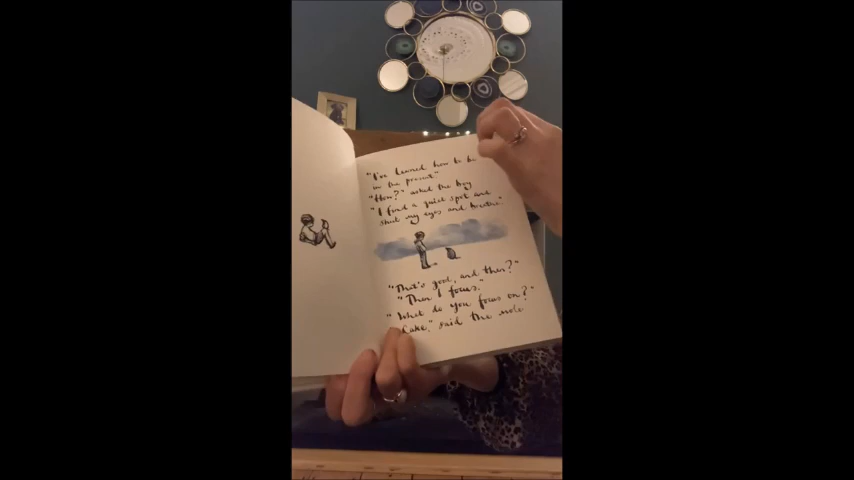 "I've learned how to be
in the present."
"How?" asked the boy
"I find a quiet spot and
shut my eyes and breathe."
"That's good, and then?"
"Then I focus."
"What do you focus on?"
"Cake," said the mole